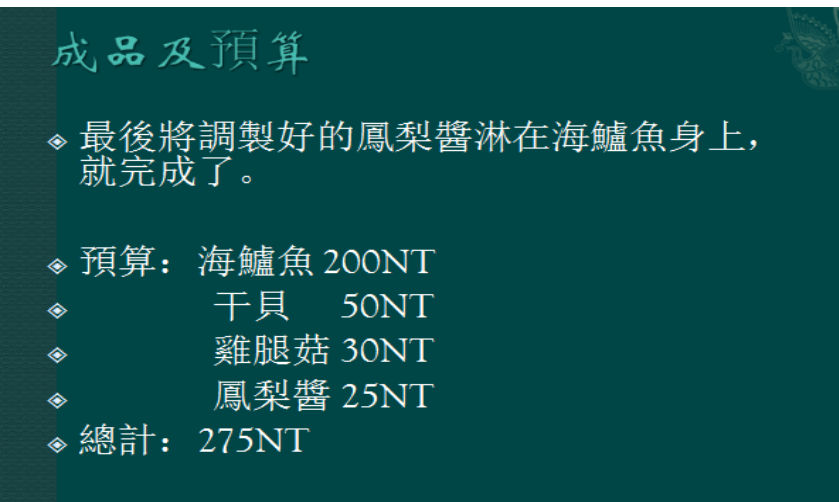 成品及預算
最後將調製好的鳳梨醬淋在海鱸魚身上，
就完成了。
預算：海鱸魚 200NT
干貝 50NT
雞腿菇 30NT
鳳梨醬 25NT
總計：275NT